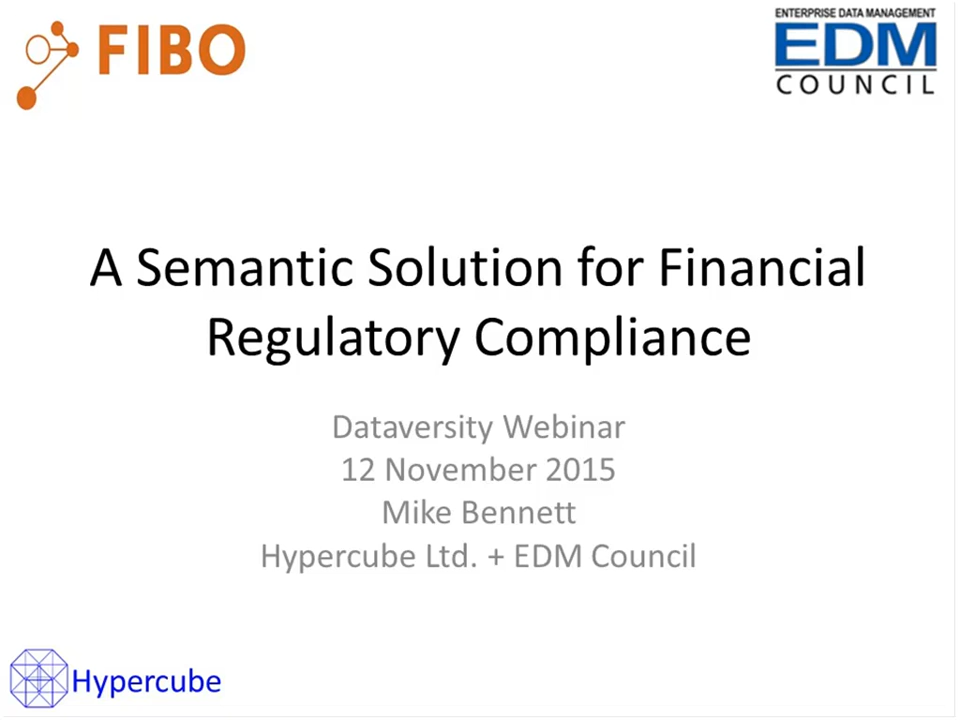 FIBO
ENTERPRISE DATA MANAGEMENT
EDM
COUNCIL
A Semantic Solution for Financial
Regulatory Compliance
Dataversity Webinar
12 November 2015
Mike Bennett
Hypercube Ltd. + EDM Council
Hypercube